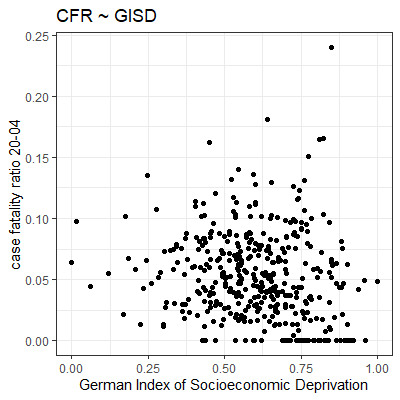 CFR ~ GISD
case fatality ratio 20-04
0.25
0.20
0.15
0.10
0.05
0.00
0.00 0.25 0.50 0.75 1.00
German Index of Socioeconomic Deprivation